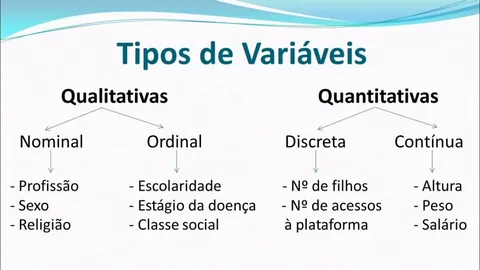 Tipos de Variáveis
Qualitativas
Quantitativas
Nominal
Ordinal
Discreta
Contínua
- Profissão
- Sexo
- Religião
- Escolaridade
- Estágio da doença
- Classe social
- Nº de filhos
- Nº de acessos
à plataforma
- Altura
- Peso
- Salário